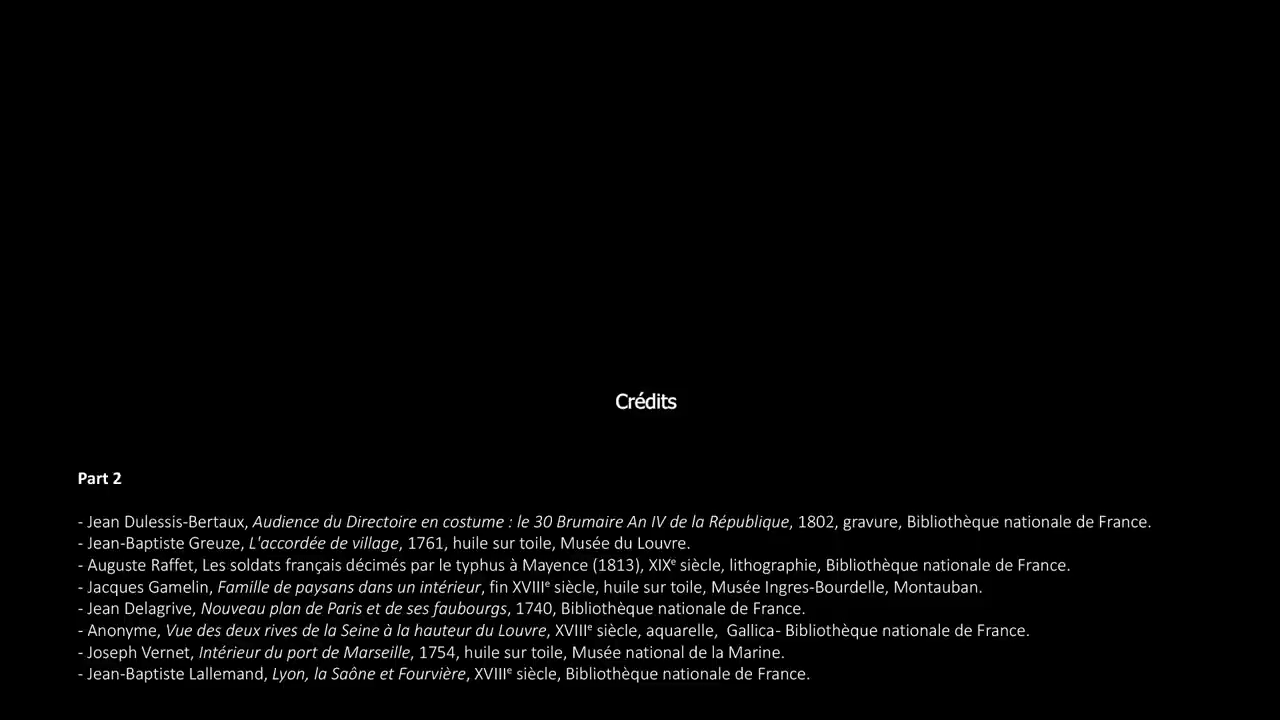 Crédits
Part 2
- Jean Dulessis-Bertaux, Audience du Directoire en costume : le 30 Brumaire An IV de la République, 1802, gravure, Bibliothèque nationale de France.
- Jean-Baptiste Greuze, L'accordée de village, 1761, huile sur toile, Musée du Louvre.
- Auguste Raffet, Les soldats français décimés par le typhus à Mayence (1813), XIXᵉ siècle, lithographie, Bibliothèque nationale de France.
- Jacques Gamelin, Famille de paysans dans un intérieur, fin XVIIIᵉ siècle, huile sur toile, Musée Ingres-Bourdelle, Montauban.
- Jean Delagrive, Nouveau plan de Paris et de ses faubourgs, 1740, Bibliothèque nationale de France.
- Anonyme, Vue des deux rives de la Seine à la hauteur du Louvre, XVIIIᵉ siècle, aquarelle, Gallica- Bibliothèque nationale de France.
- Joseph Vernet, Intérieur du port de Marseille, 1754, huile sur toile, Musée national de la Marine.
- Jean-Baptiste Lallemand, Lyon, la Saône et Fourvière, XVIIIᵉ siècle, Bibliothèque nationale de France.